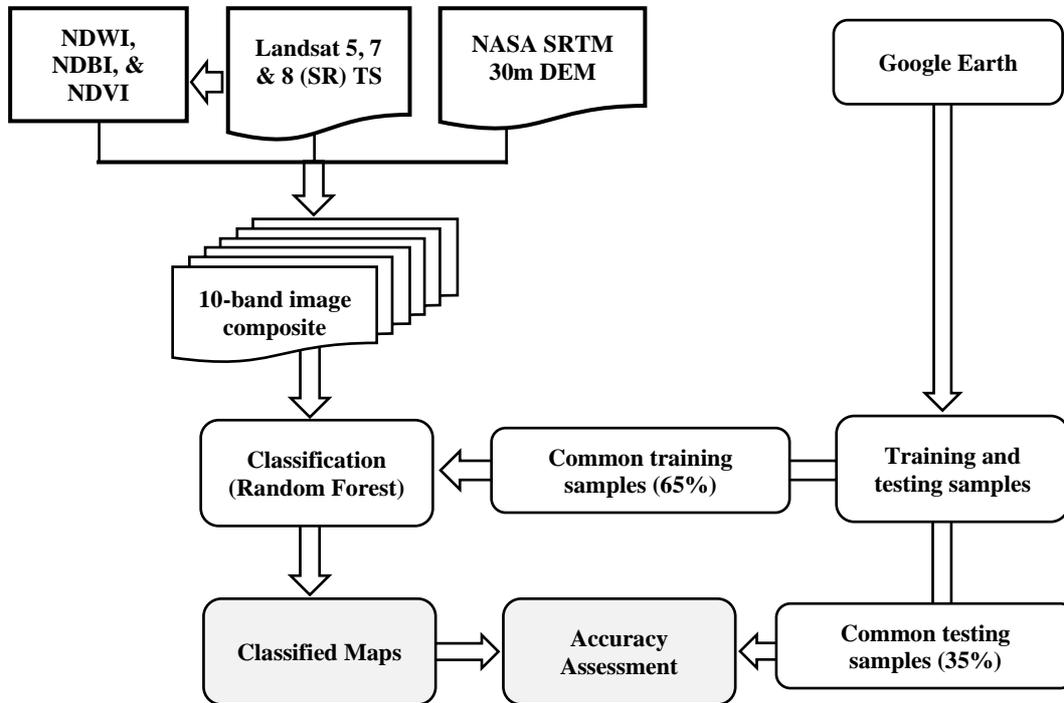 NDWI,
NDBI, &
NDVI
Landsat 5, 7
& 8 (SR) TS
NASA SRTM
30m DEM
Google Earth
10-band image
composite
Classification
(Random Forest)
Common training
samples (65%)
Training and
testing samples
Classified Maps
Accuracy
Assessment
Common testing
samples (35%)